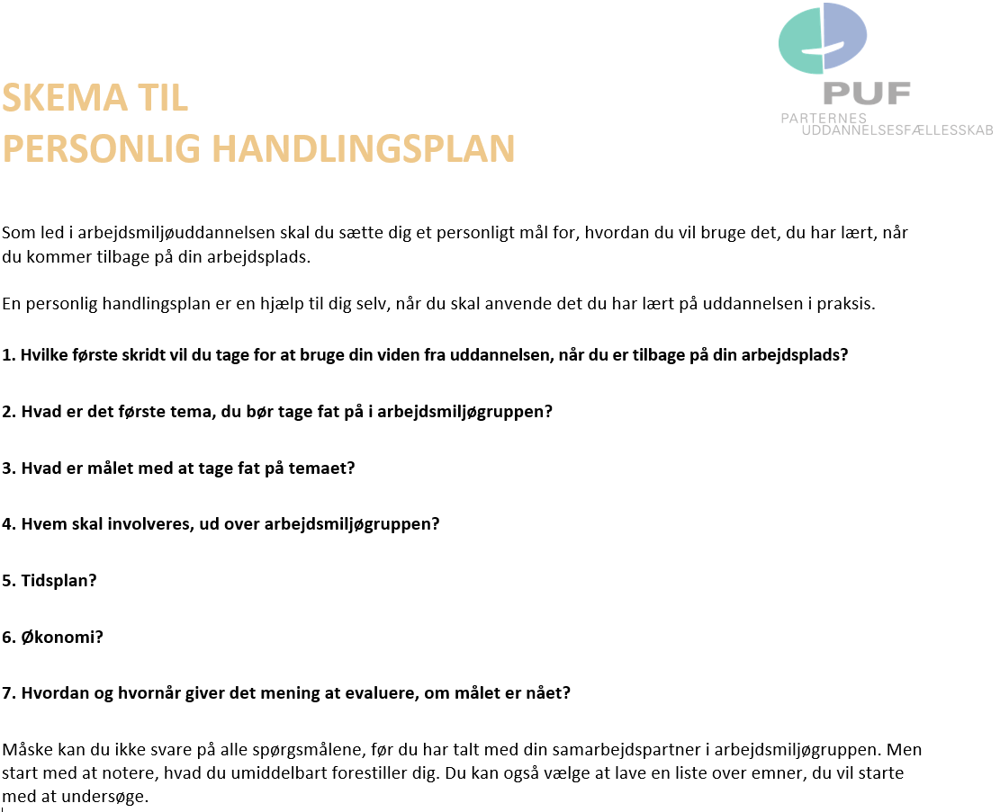 PUF
PARTERNES
UDDANNELSESFÆLLESSKAB
SKEMA TIL
PERSONLIG HANDLINGSPLAN
Som led i arbejdsmiljøuddannelsen skal du sætte dig et personligt mål for, hvordan du vil bruge det, du har lært, når
du kommer tilbage på din arbejdsplads.
En personlig handlingsplan er en hjælp til dig selv, når du skal anvende det du har lært på uddannelsen i praksis.
1. Hvilke første skridt vil du tage for at bruge din viden fra uddannelsen, når du er tilbage på din arbejdsplads?
2. Hvad er det første tema, du bør tage fat på i arbejdsmiljøgruppen?
3. Hvad er målet med at tage fat på temaet?
4. Hvem skal involveres, ud over arbejdsmiljøgruppen?
5. Tidsplan?
6. Økonomi?
7. Hvordan og hvornår giver det mening at evaluere, om målet er nået?
Måske kan du ikke svare på alle spørgsmålene, før du har talt med din samarbejdspartner i arbejdsmiljøgruppen. Men
start med at notere, hvad du umiddelbart forestiller dig. Du kan også vælge at lave en liste over emner, du vil starte
med at undersøge.